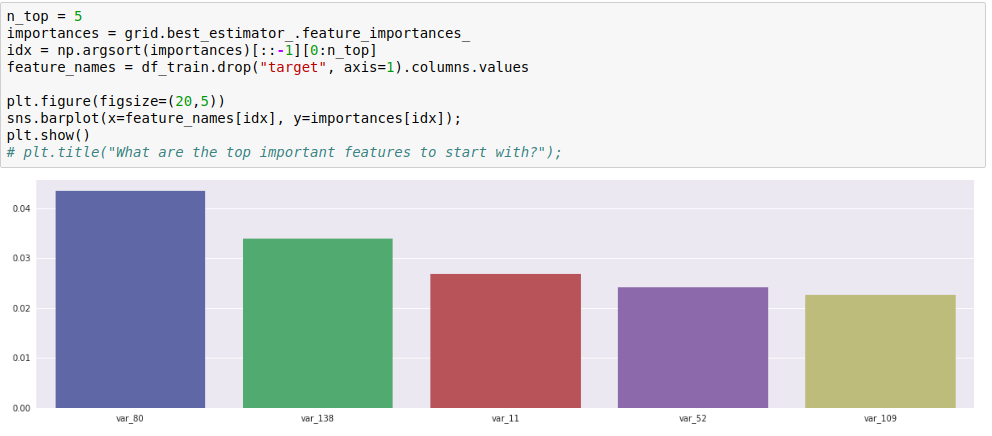 n_top = 5
importances = grid.best_estimator_.feature_importances_
idx = np.argsort(importances)[::-1][0:n_top]
feature_names = df_train.drop("target", axis=1).columns.values

plt.figure(figsize=(20,5))
sns.barplot(x=feature_names[idx], y=importances[idx]);
plt.show()
# plt.title("What are the top important features to start with?");
0.04
0.03
0.02
0.01
0.00
var_80 var_138 var_11 var_52 var_109